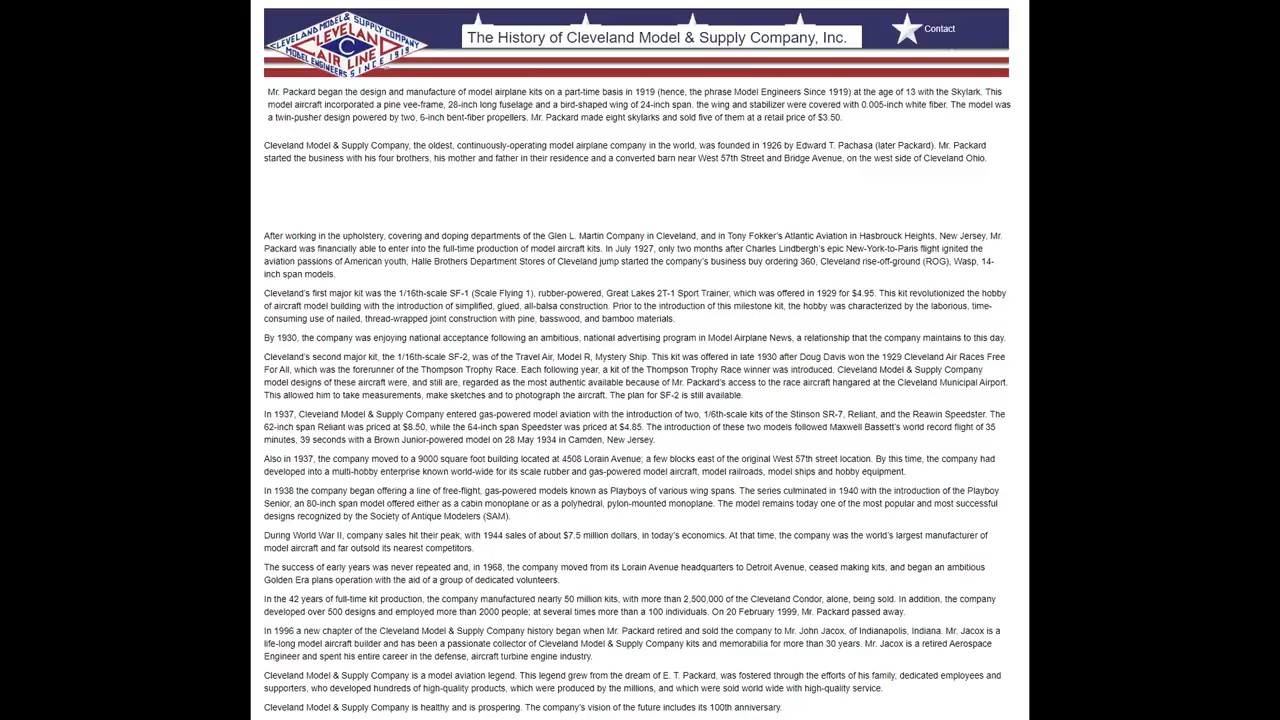 CLEVELAND MODEL & SUPPLY COMPANY
CLEVELAND
C
AIR LINE
MODEL ENGINEERS SINCE 1919
The History of Cleveland Model & Supply Company, Inc.
Contact
Mr. Packard began the design and manufacture of model airplane kits on a part-time basis in 1919 (hence, the phrase Model Engineers Since 1919) at the age of 13 with the Skylark. This
model aircraft incorporated a pine vee-frame, 28-inch long fuselage and a bird-shaped wing of 24-inch span. the wing and stabilizer were covered with 0.005-inch white fiber. The model was
a twin-pusher design powered by two, 6-inch bent-fiber propellers. Mr. Packard made eight skylarks and sold five of them at a retail price of $3.50.
Cleveland Model & Supply Company, the oldest, continuously-operating model airplane company in the world, was founded in 1926 by Edward T. Pachasa (later Packard). Mr. Packard
started the business with his four brothers, his mother and father in their residence and a converted barn near West 57th Street and Bridge Avenue, on the west side of Cleveland Ohio.
After working in the upholstery, covering and doping departments of the Glen L. Martin Company in Cleveland, and in Tony Fokker's Atlantic Aviation in Hasbrouck Heights, New Jersey, Mr.
Packard was financially able to enter into the full-time production of model aircraft kits. In July 1927, only two months after Charles Lindbergh's epic New-York-to-Paris flight ignited the
aviation passions of American youth, Halle Brothers Department Stores of Cleveland jump started the company's business buy ordering 360, Cleveland rise-off-ground (ROG), Wasp, 14-
inch span models.
Cleveland's first major kit was the 1/16th-scale SF-1 (Scale Flying 1), rubber-powered, Great Lakes 2T-1 Sport Trainer, which was offered in 1929 for $4.95. This kit revolutionized the hobby
of aircraft model building with the introduction of simplified, glued, all-balsa construction. Prior to the introduction of this milestone kit, the hobby was characterized by the laborious, time-
consuming use of nailed, thread-wrapped joint construction with pine, basswood, and bamboo materials.
By 1930, the company was enjoying national acceptance following an ambitious, national advertising program in Model Airplane News, a relationship that the company maintains to this day.
Cleveland's second major kit, the 1/16th-scale SF-2, was of the Travel Air, Model R, Mystery Ship. This kit was offered in late 1930 after Doug Davis won the 1929 Cleveland Air Races Free
For All, which was the forerunner of the Thompson Trophy Race. Each following year, a kit of the Thompson Trophy Race winner was introduced. Cleveland Model & Supply Company
model designs of these aircraft were, and still are, regarded as the most authentic available because of Mr. Packard's access to the race aircraft hangared at the Cleveland Municipal Airport.
This allowed him to take measurements, make sketches and to photograph the aircraft. The plan for SF-2 is still available.
In 1937, Cleveland Model & Supply Company entered gas-powered model aviation with the introduction of two, 1/6th-scale kits of the Stinson SR-7, Reliant, and the Reawin Speedster. The
62-inch span Reliant was priced at $8.50, while the 64-inch span Speedster was priced at $4.85. The introduction of these two models followed Maxwell Bassett's world record flight of 35
minutes, 39 seconds with a Brown Junior-powered model on 28 May 1934 in Camden, New Jersey.
Also in 1937, the company moved to a 9000 square foot building located at 4508 Lorain Avenue; a few blocks east of the original West 57th street location. By this time, the company had
developed into a multi-hobby enterprise known world-wide for its scale rubber and gas-powered model aircraft, model railroads, model ships and hobby equipment.
In 1938 the company began offering a line of free-flight, gas-powered models known as Playboys of various wing spans. The series culminated in 1940 with the introduction of the Playboy
Senior, an 80-inch span model offered either as a cabin monoplane or as a polyhedral, pylon-mounted monoplane. The model remains today one of the most popular and most successful
designs recognized by the Society of Antique Modelers (SAM).
During World War II, company sales hit their peak, with 1944 sales of about $7.5 million dollars, in today's economics. At that time, the company was the world's largest manufacturer of
model aircraft and far outsold its nearest competitors.
The success of early years was never repeated and, in 1968, the company moved from its Lorain Avenue headquarters to Detroit Avenue, ceased making kits, and began an ambitious
Golden Era plans operation with the aid of a group of dedicated volunteers.
In the 42 years of full-time kit production, the company manufactured nearly 50 million kits, with more than 2,500,000 of the Cleveland Condor, alone, being sold. In addition, the company
developed over 500 designs and employed more than 2000 people; at several times more than a 100 individuals. On 20 February 1999, Mr. Packard passed away.
In 1996 a new chapter of the Cleveland Model & Supply Company history began when Mr. Packard retired and sold the company to Mr. John Jacox, of Indianapolis, Indiana. Mr. Jacox is a
life-long model aircraft builder and has been a passionate collector of Cleveland Model & Supply Company kits and memorabilia for more than 30 years. Mr. Jacox is a retired Aerospace
Engineer and spent his entire career in the defense, aircraft turbine engine industry.
Cleveland Model & Supply Company is a model aviation legend. This legend grew from the dream of E. T. Packard, was fostered through the efforts of his family, dedicated employees and
supporters, who developed hundreds of high-quality products, which were produced by the millions, and which were sold world wide with high-quality service.
Cleveland Model & Supply Company is healthy and is prospering. The company's vision of the future includes its 100th anniversary.